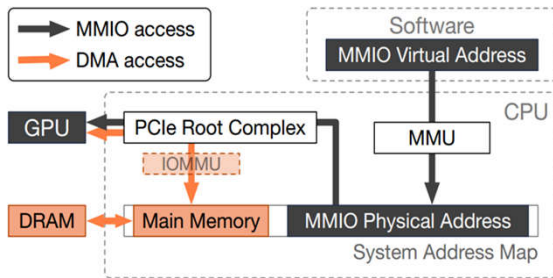 MMIO access
DMA access
Software
MMIO Virtual Address
CPU
GPU
PCIe Root Complex
MMU
IOMMU
DRAM
Main Memory
MMIO Physical Address
System Address Map